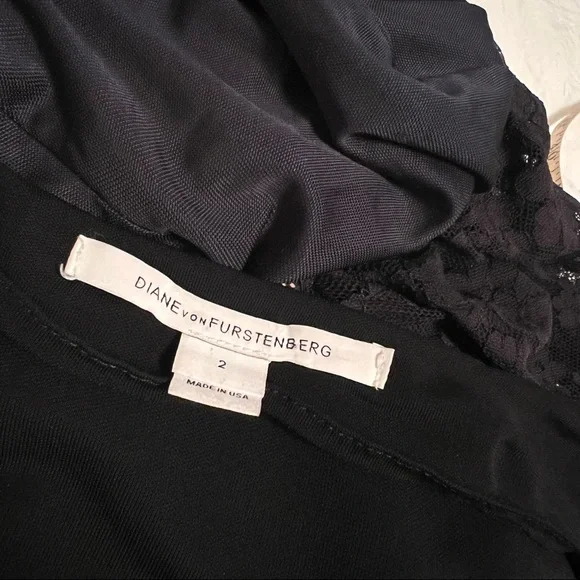 DIANE VON FURSTENBERG
2
MADE IN USA